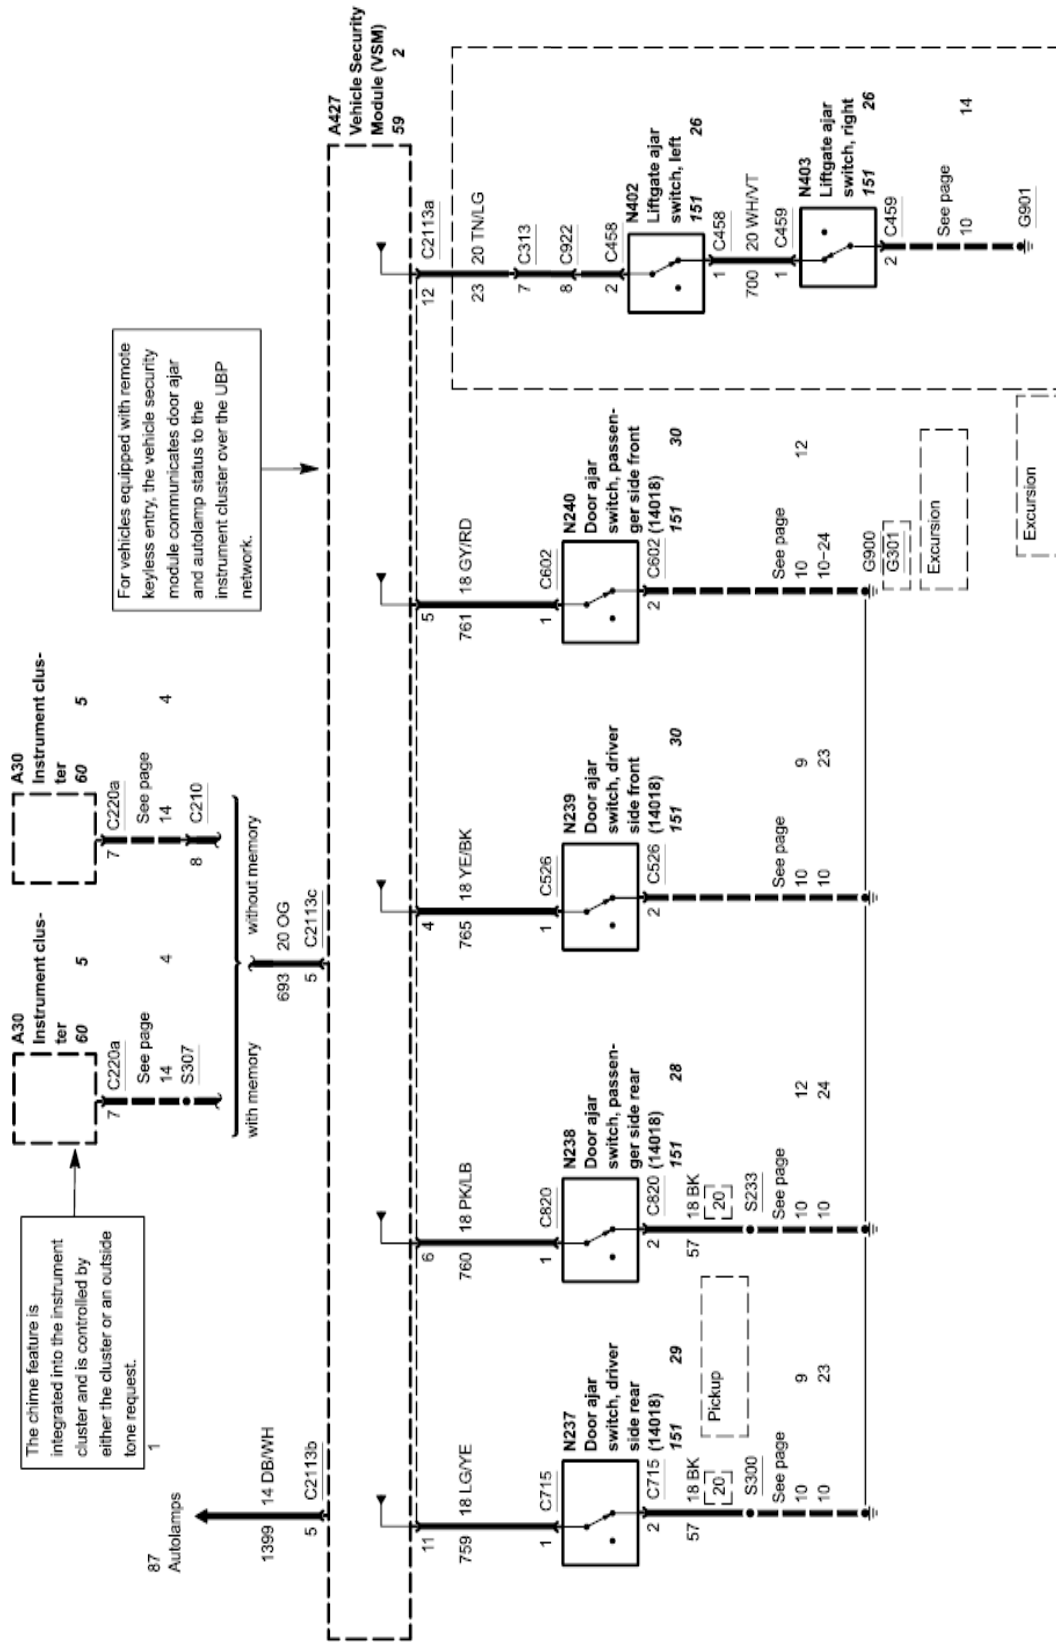 The chime feature is
integrated into the instrument
cluster and is controlled by
either the cluster or an outside
tone request.
1
87
Autolamps
1399
14 DB/WH
5
C2113b
A30
Instrument clus-
ter
60
5
7
C220a
See page
14
4
S307
A30
Instrument clus-
ter
60
5
7
C220a
See page
14
4
8
C210
with memory
without memory
693
20 OG
5
C2113c
For vehicles equipped with remote
keyless entry, the vehicle security
module communicates door ajar
and autolamp status to the
instrument cluster over the UBP
network.
A427
Vehicle Security
Module (VSM)
59
2
11
759
18 LG/YE
1
C715
N237
Door ajar
switch, driver
side rear
(14018)
151
29
2
C715
57
18 BK
20
S300
See page
10
9
10
23
Pickup
6
760
18 PK/LB
1
C820
N238
Door ajar
switch, passen-
ger side rear
(14018)
151
28
2
C820
57
18 BK
20
S233
See page
10
12
10
24
4
765
18 YE/BK
1
C526
N239
Door ajar
switch, driver
side front
(14018)
151
30
2
C526
See page
10
9
10
23
5
761
18 GY/RD
1
C602
N240
Door ajar
switch, passen-
ger side front
(14018)
151
30
2
C602
See page
10
12
10-24
G900
G301
Excursion
12
C2113a
23
20 TN/LG
7
C313
8
C922
2
C458
N402
Liftgate ajar
switch, left
151
26
1
C458
700
20 WH/VT
1
C459
N403
Liftgate ajar
switch, right
151
26
2
C459
See page
10
14
G901
Excursion